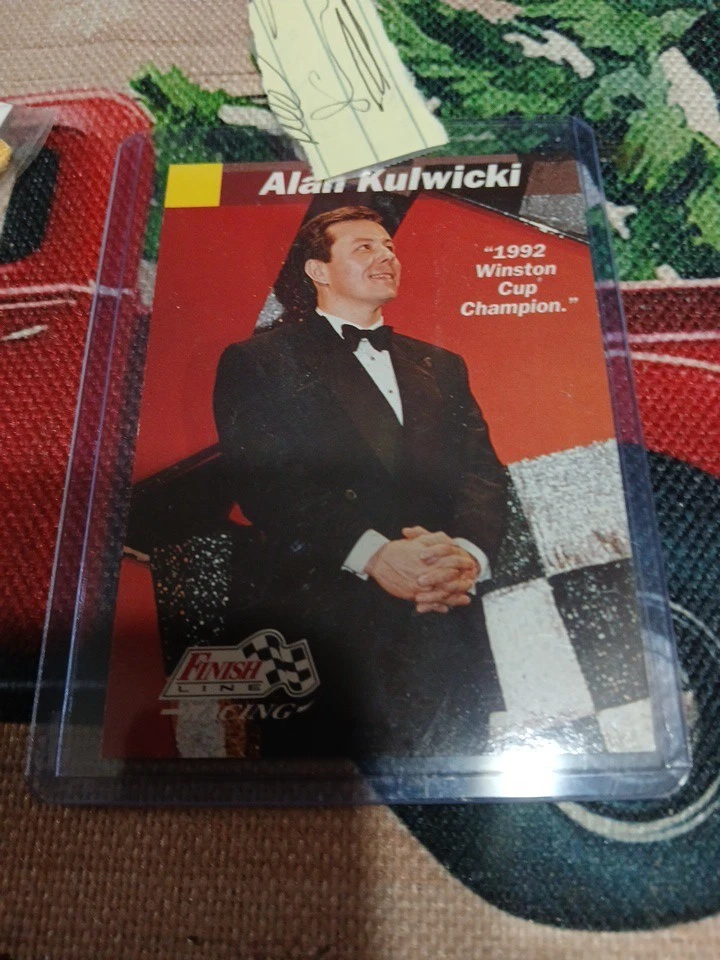 Alan Kulwicki
“1992
Winston
Cup
Champion.”
FINISH
LINE
RACING